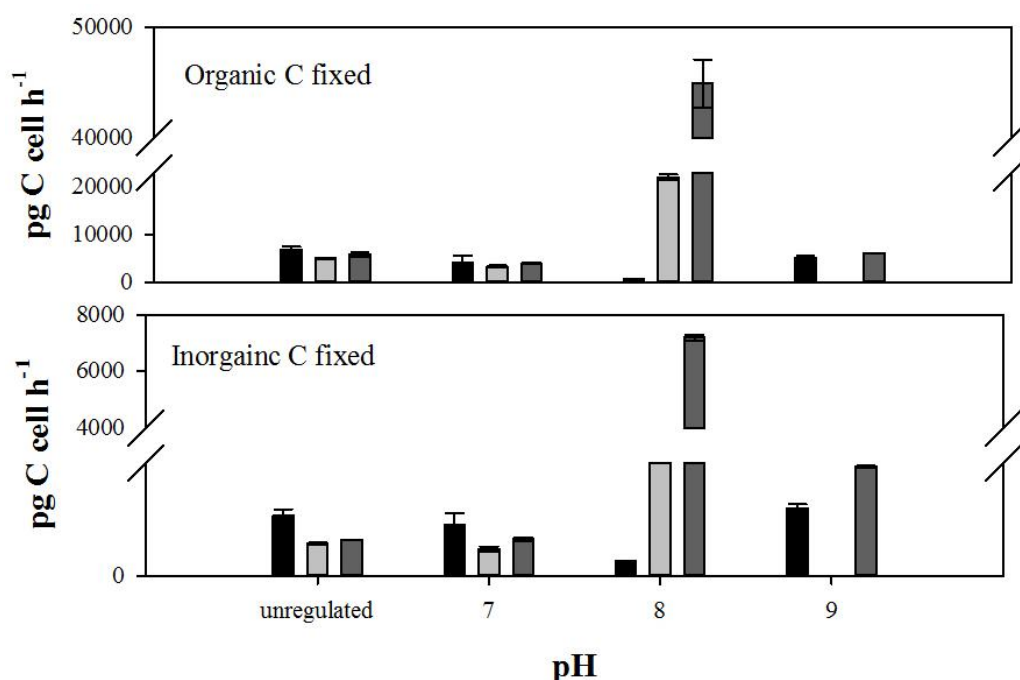 50000
Organic C fixed
40000
20000
10000
0
pg C cell h-1
8000
Inorgainc C fixed
6000
4000
0
pg C cell h-1
unregulated 7 8 9
pH